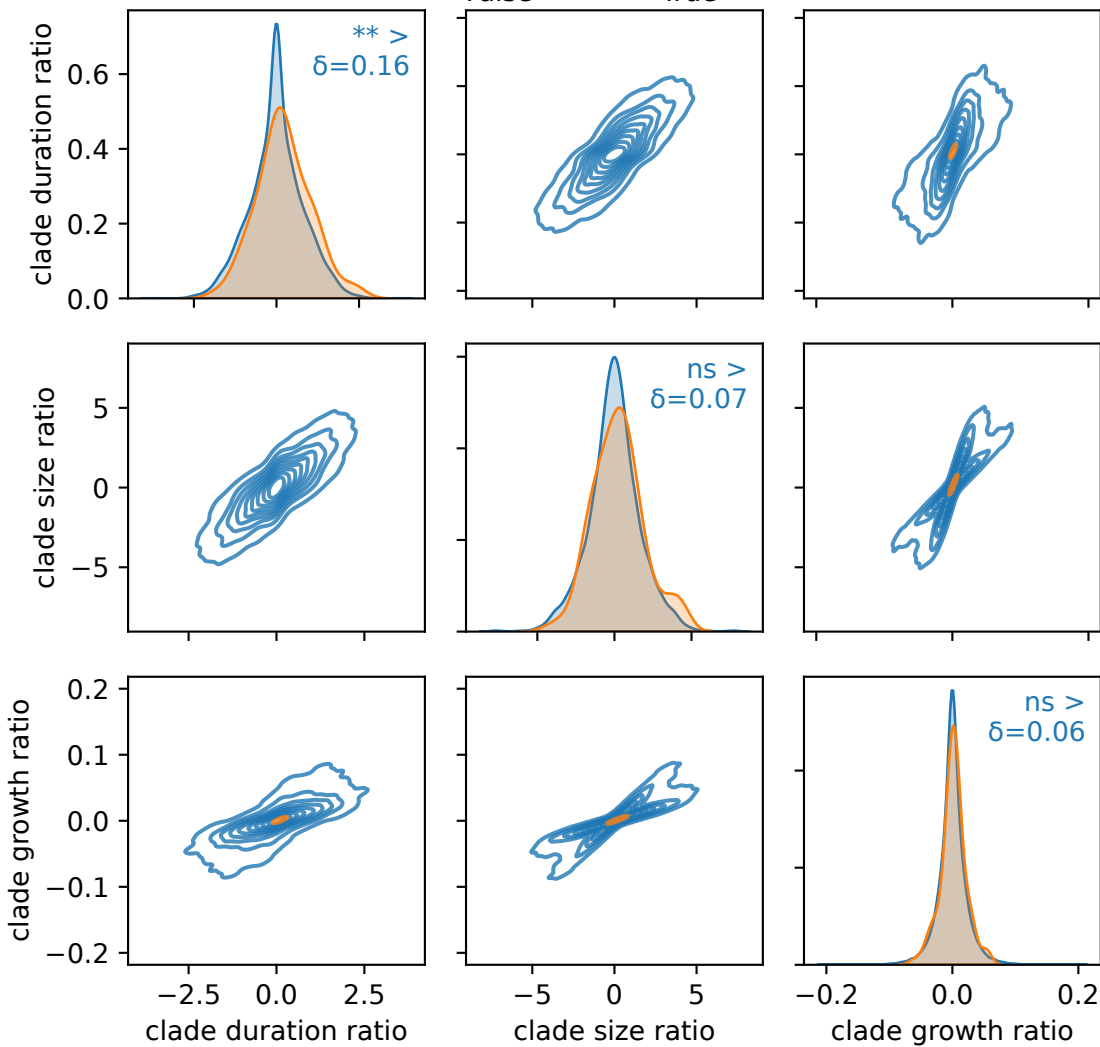 ** >
δ=0.16
clade duration ratio
0.6
0.4
0.2
0.0
ns >
δ=0.07
clade size ratio
5
0
−5
ns >
δ=0.06
clade growth ratio
0.2
0.1
0.0
−0.1
−0.2
−2.5 0.0 2.5 −5 0 5 −0.2 0.0 0.2
clade duration ratio clade size ratio clade growth ratio